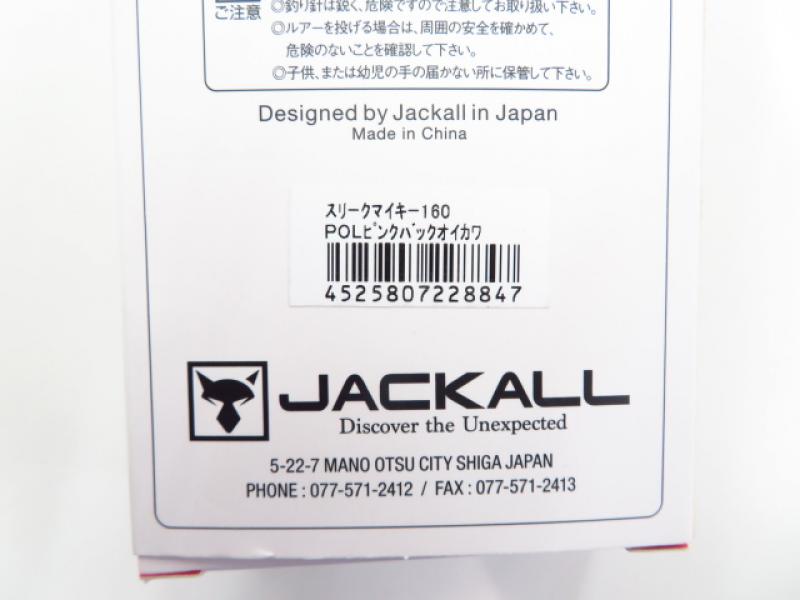 ご注意
◎釣り針は鋭く、危険ですので注意してお取り扱い下さい。
◎ルアーを投げる場合は、周囲の安全を確かめて、
危険のないことを確認して下さい。
◎子供、または幼児の手の届かない所に保管して下さい。
Designed by Jackall in Japan
Made in China
スリークマイキー160
POLピンクバックオイカワ
4525807228847
JACKALL
Discover the Unexpected
5-22-7 MANO OTSU CITY SHIGA JAPAN
PHONE : 077-571-2412 / FAX : 077-571-2413